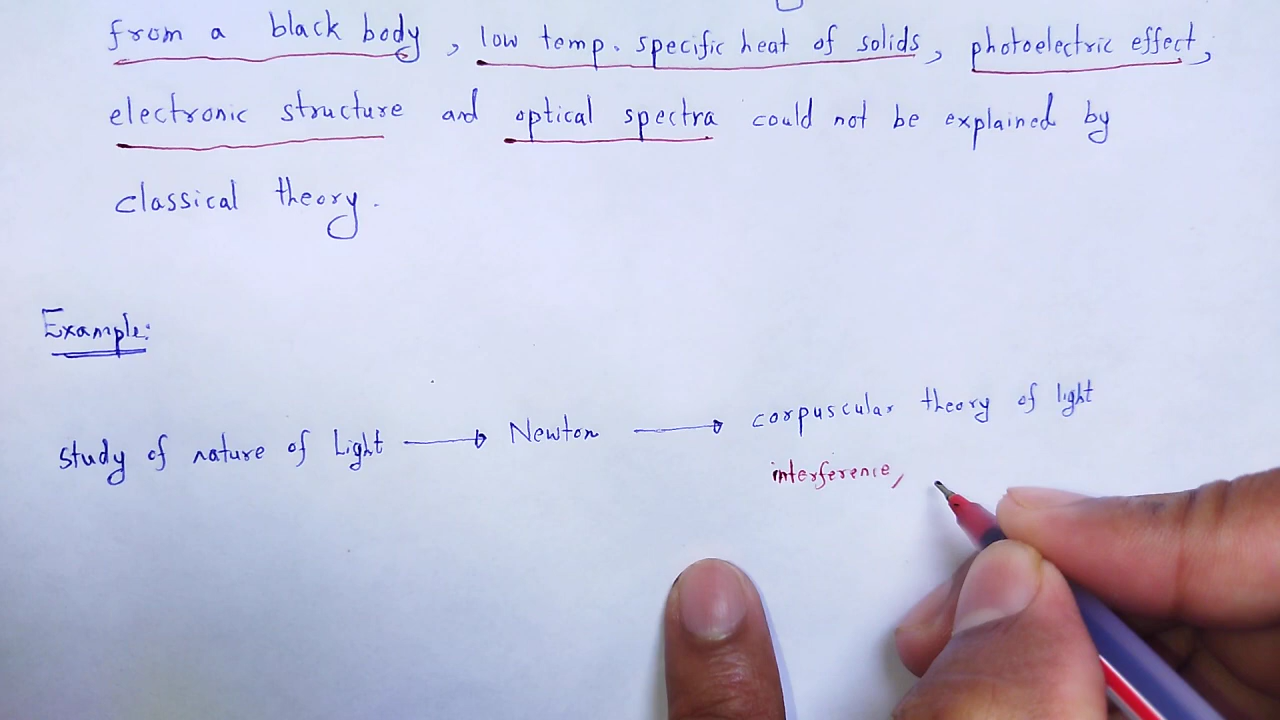 from a black body, low temp. specific heat of solids, photoelectric effect,
electronic structure and optical spectra could not be explained by
classical theory.
Example:
study of nature of Light → Newton → corpuscular theory of light
interference,